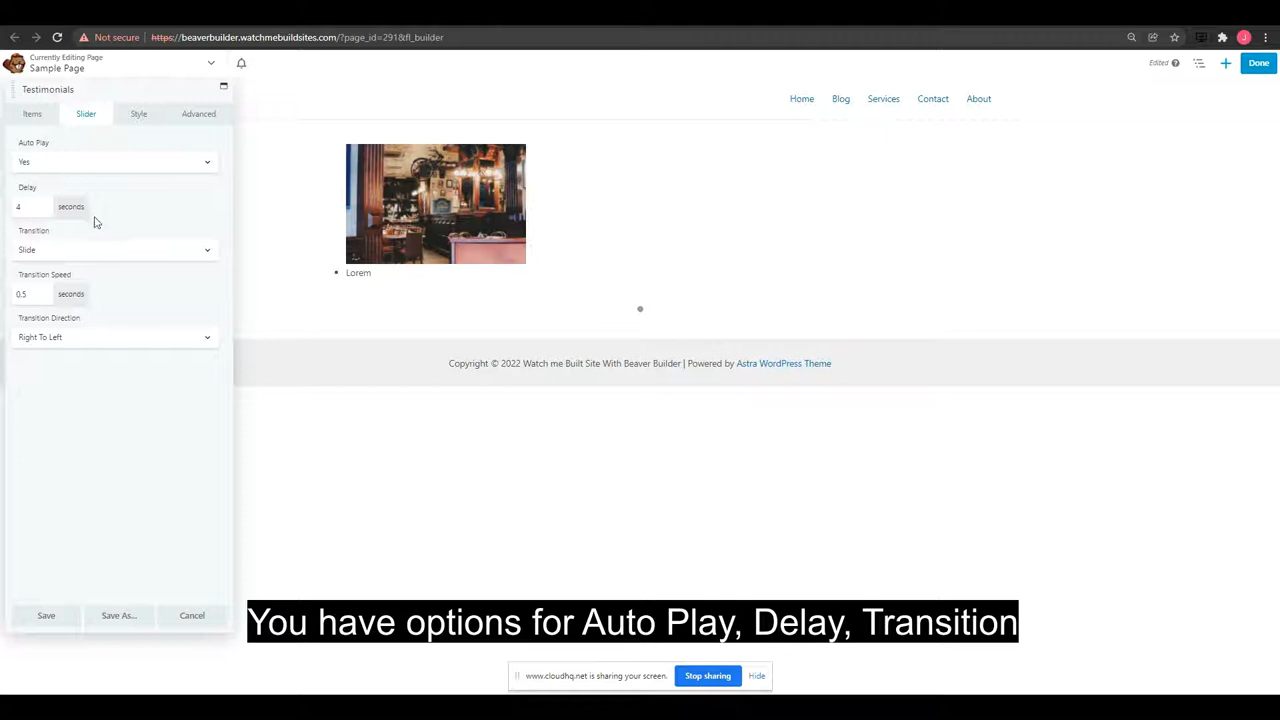 Not secure
https://beaverbuilder.watchmebuildsites.com/?page_id=291&fl_builder
J
Currently Editing Page
Sample Page
Edited
Done
Testimonials
Items
Slider
Style
Advanced
Home
Blog
Services
Contact
About
Auto Play
Yes
Delay
4
seconds
Transition
Slide
Transition Speed
0.5
seconds
Transition Direction
Right To Left
Lorem
Copyright © 2022 Watch me Built Site With Beaver Builder | Powered by Astra WordPress Theme
Save
Save As...
Cancel
You have options for Auto Play, Delay, Transition
www.cloudhq.net is sharing your screen.
Stop sharing
Hide